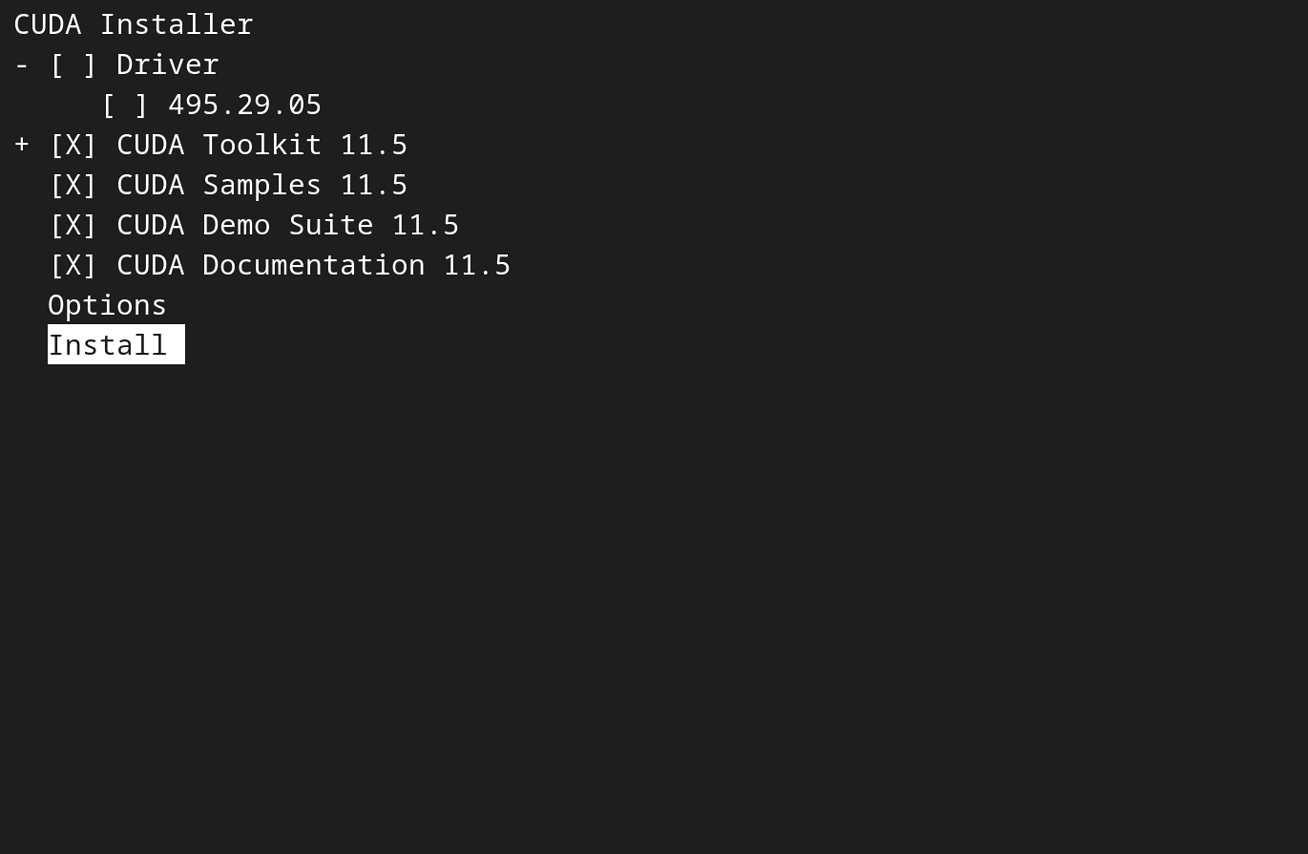 CUDA Installer
- [ ] Driver
     [ ] 495.29.05
+ [X] CUDA Toolkit 11.5
  [X] CUDA Samples 11.5
  [X] CUDA Demo Suite 11.5
  [X] CUDA Documentation 11.5
  Options
  Install